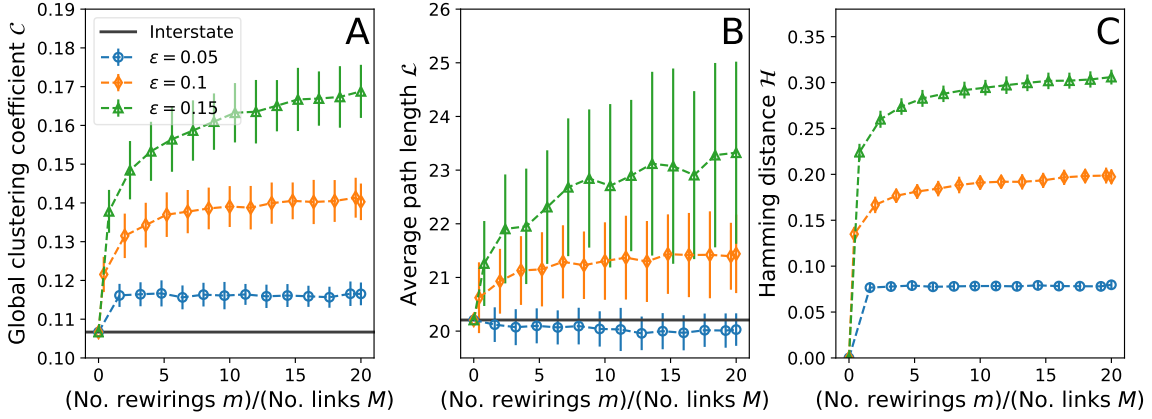 A
Global clustering coefficient 𝒞
0.19
0.18
0.17
0.16
0.15
0.14
0.13
0.12
0.11
0.10
Interstate
ε = 0.05
ε = 0.1
ε = 0.15
0 5 10 15 20
(No. rewirings m)/(No. links M)
B
Average path length ℒ
26
25
24
23
22
21
20
0 5 10 15 20
(No. rewirings m)/(No. links M)
C
Hamming distance ℋ
0.35
0.30
0.25
0.20
0.15
0.10
0.05
0.00
0 5 10 15 20
(No. rewirings m)/(No. links M)